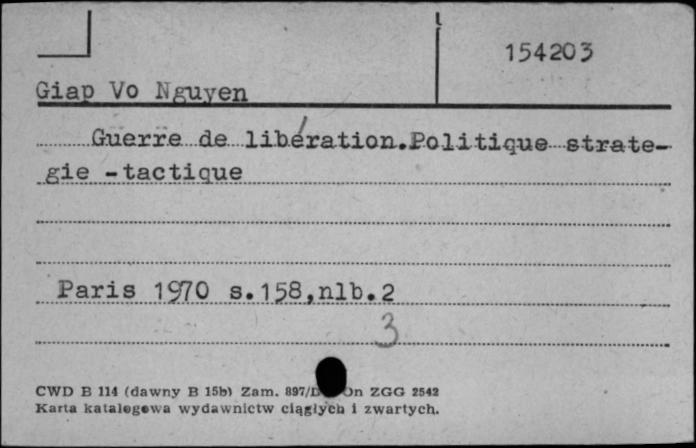 154203
Giap Vo Nguyen
Guerre de libération.Politique strate-
gie -tactique
Paris 1970 s.158,nlb.2
3
CWD B 114 (dawny B 15b) Zam. 897/ ZGG 2542
Karta katalogowa wydawnictw ciągłych i zwartych.